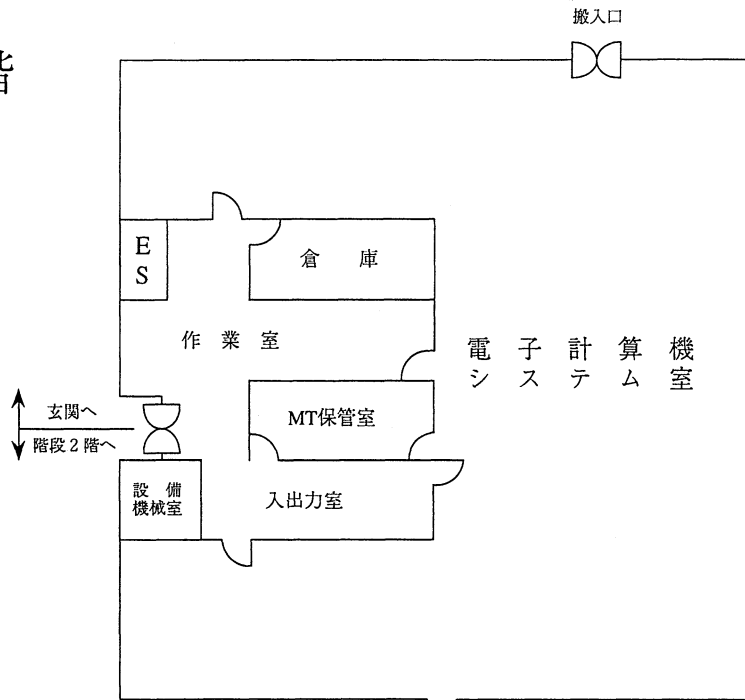 搬入口
階
ES
倉庫
作業室
電子計算機
システム室
玄関へ
MT保管室
階段2階へ
設備
機械室
入出力室